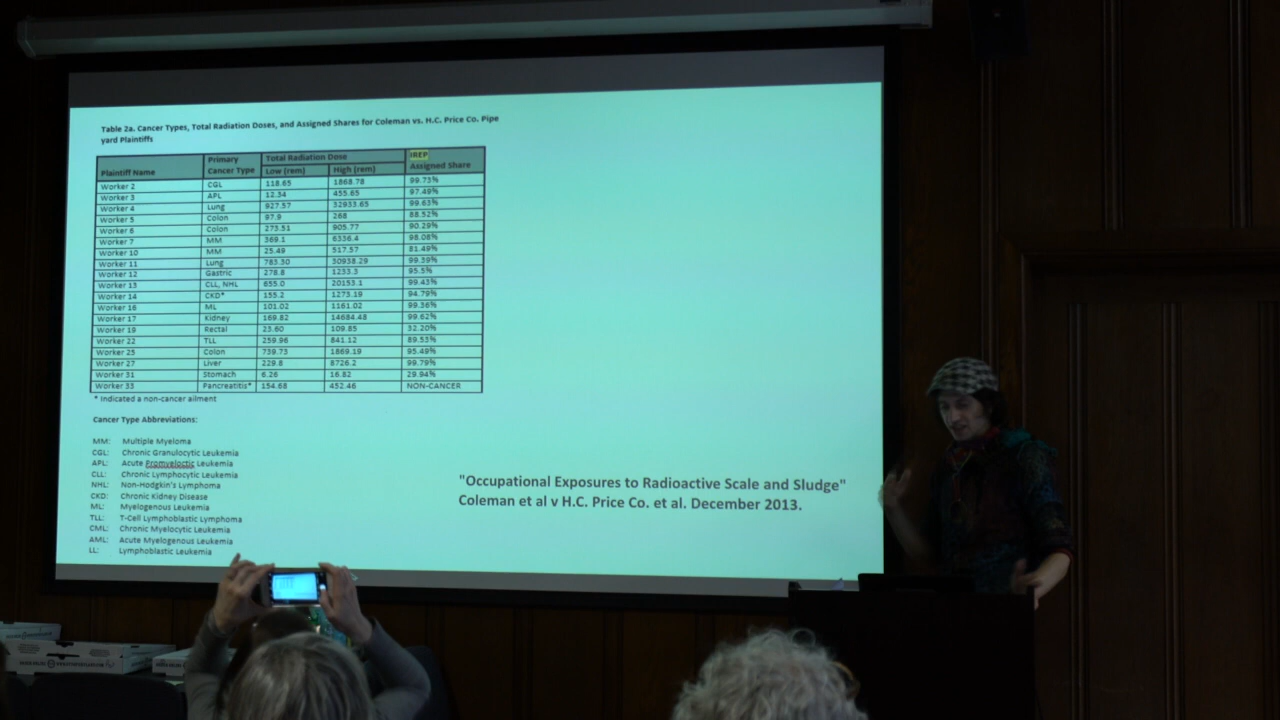 Table 2a. Cancer Types, Total Radiation Doses, and Assigned Shares for Coleman vs. H.C. Price Co. Pipe
yard Plaintiffs
Plaintiff Name Primary Cancer Type Total Radiation Dose Low (rem) High (rem) IREP Assigned Share
Worker 2 CGL 118.65 1868.78 99.73%
Worker 3 APL 12.34 455.65 97.49%
Worker 4 Lung 927.57 32933.65 99.63%
Worker 5 Colon 97.9 268 88.52%
Worker 6 Colon 273.51 905.77 90.29%
Worker 7 MM 369.1 6336.4 98.06%
Worker 10 MM 25.49 517.57 81.49%
Worker 11 Lung 783.30 30938.29 99.39%
Worker 12 Gastric 278.8 1233.3 95.5%
Worker 13 CLL, NHL 655.0 20153.1 99.43%
Worker 14 CKD* 155.2 1273.19 94.79%
Worker 16 ML 101.02 1161.02 99.36%
Worker 17 Kidney 169.82 14684.48 99.62%
Worker 19 Rectal 23.60 109.85 32.20%
Worker 22 TLL 259.96 841.12 89.53%
Worker 25 Colon 739.73 1869.19 95.49%
Worker 27 Liver 229.8 8726.2 99.79%
Worker 31 Stomach 6.26 16.82 29.94%
Worker 33 Pancreatitis* 154.68 452.46 NON-CANCER
* Indicated a non-cancer ailment
Cancer Type Abbreviations:
MM: Multiple Myeloma
CGL: Chronic Granulocytic Leukemia
APL: Acute Promyeloctic Leukemia
CLL: Chronic Lymphocytic Leukemia
NHL: Non-Hodgkin's Lymphoma
CKD: Chronic Kidney Disease
ML: Myelogenous Leukemia
TLL: T-Cell Lymphoblastic Lymphoma
CML: Chronic Myelocytic Leukemia
AML: Acute Myelogenous Leukemia
LL: Lymphoblastic Leukemia
"Occupational Exposures to Radioactive Scale and Sludge"
Coleman et al v H.C. Price Co. et al. December 2013.